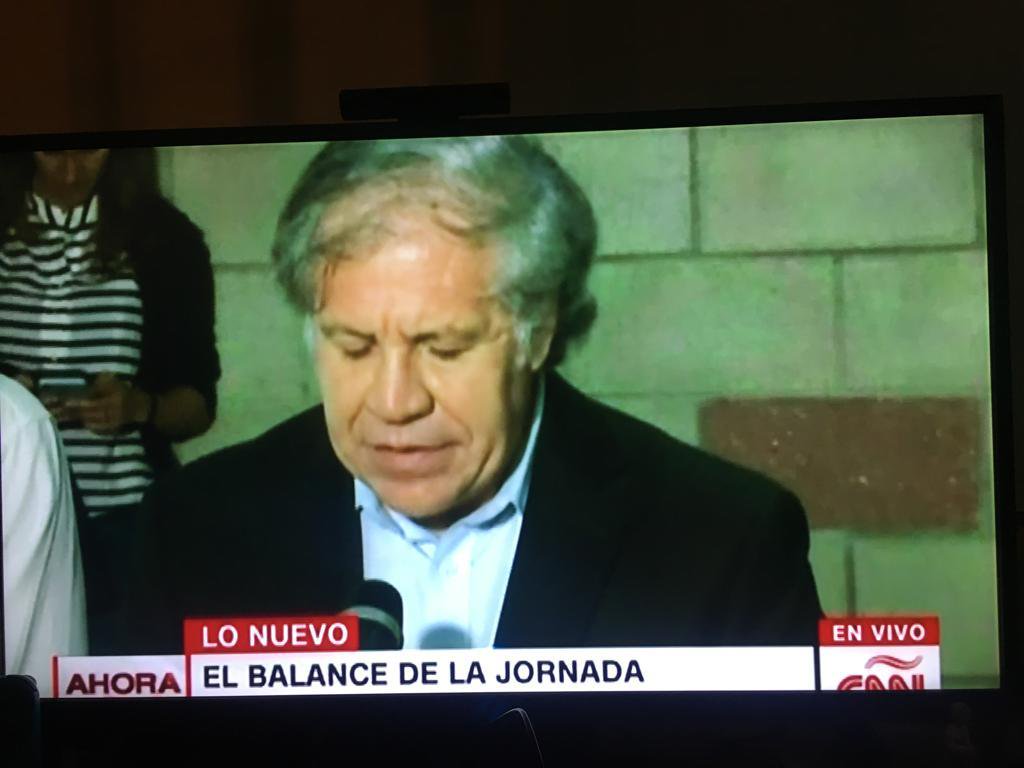 LO NUEVO
EN VIVO
AHORA
EL BALANCE DE LA JORNADA
CNN